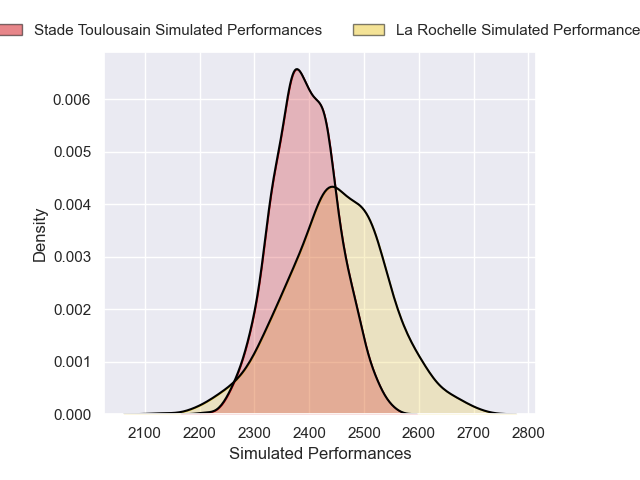 Stade Toulousain Simulated Performances
La Rochelle Simulated Performance
0.006
0.005
0.004
0.003
0.002
0.001
0.000
Density
2100 2200 2300 2400 2500 2600 2700 2800
Simulated Performances